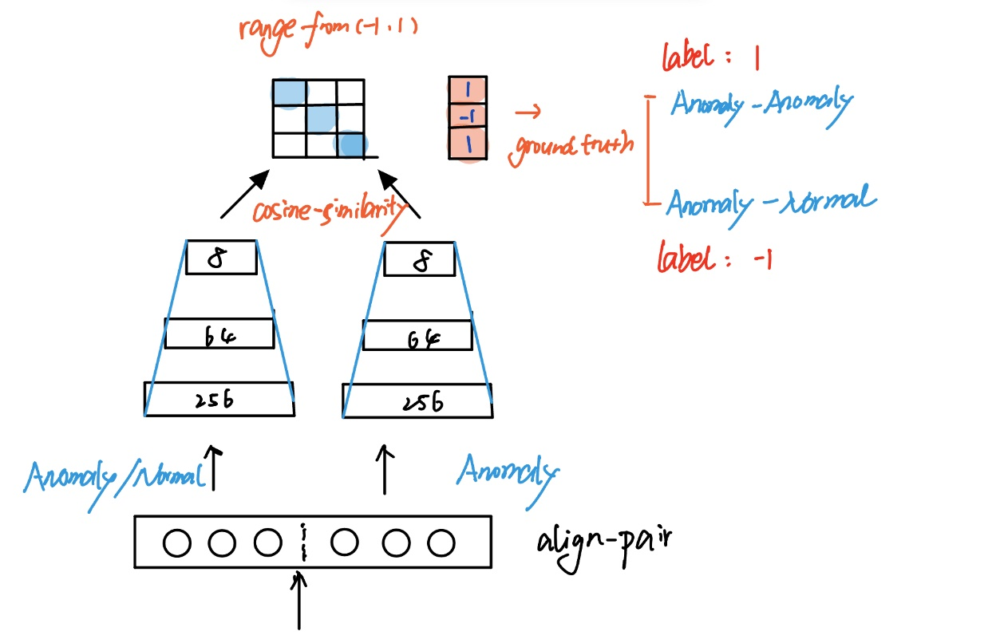 range from (-1, 1)
label: 1
1
-1
1
Anomaly - Anomaly
ground truth
Anomaly - Normal
cosine-similarity
label: -1
8
8
64
64
256
256
Anomaly/Normal
Anomaly
align-pair